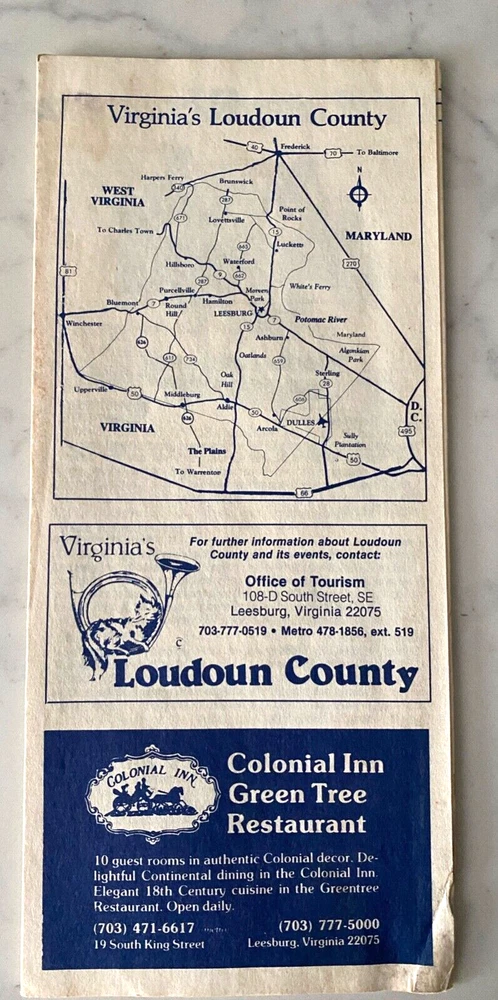 Virginia's Loudoun County
40
Frederick
70
To Baltimore
Harpers Ferry
340
Brunswick
N
WEST
VIRGINIA
287
671
Lovettsville
Point of
Rocks
To Charles Town
15
MARYLAND
Lucketts
665
Hillsboro
Waterford
662
270
81
9
287
White's Ferry
Purcellville
Morven
Park
Bluemont
7
Round
Hill
Hamilton
LEESBURG
7
Potomac River
Winchester
15
Ashburn
Maryland
626
Oatlands
Algonkian
Park
611
734
659
Sterling
28
Oak
Hill
Upperville
50
Middleburg
606
Aldie
50
D.
C.
626
Arcola
DULLES
VIRGINIA
495
Sully
Plantation
The Plains
50
To Warrenton
66
Virginia's
For further information about Loudoun
County and its events, contact:
Office of Tourism
108-D South Street, SE
Leesburg, Virginia 22075
703-777-0519 • Metro 478-1856, ext. 519
C
Loudoun County
COLONIAL INN
Colonial Inn
Green Tree
Restaurant
10 guest rooms in authentic Colonial decor. De-
lightful Continental dining in the Colonial Inn.
Elegant 18th Century cuisine in the Greentree
Restaurant. Open daily.
(703) 471-6617
(703) 777-5000
19 South King Street
Leesburg, Virginia 22075